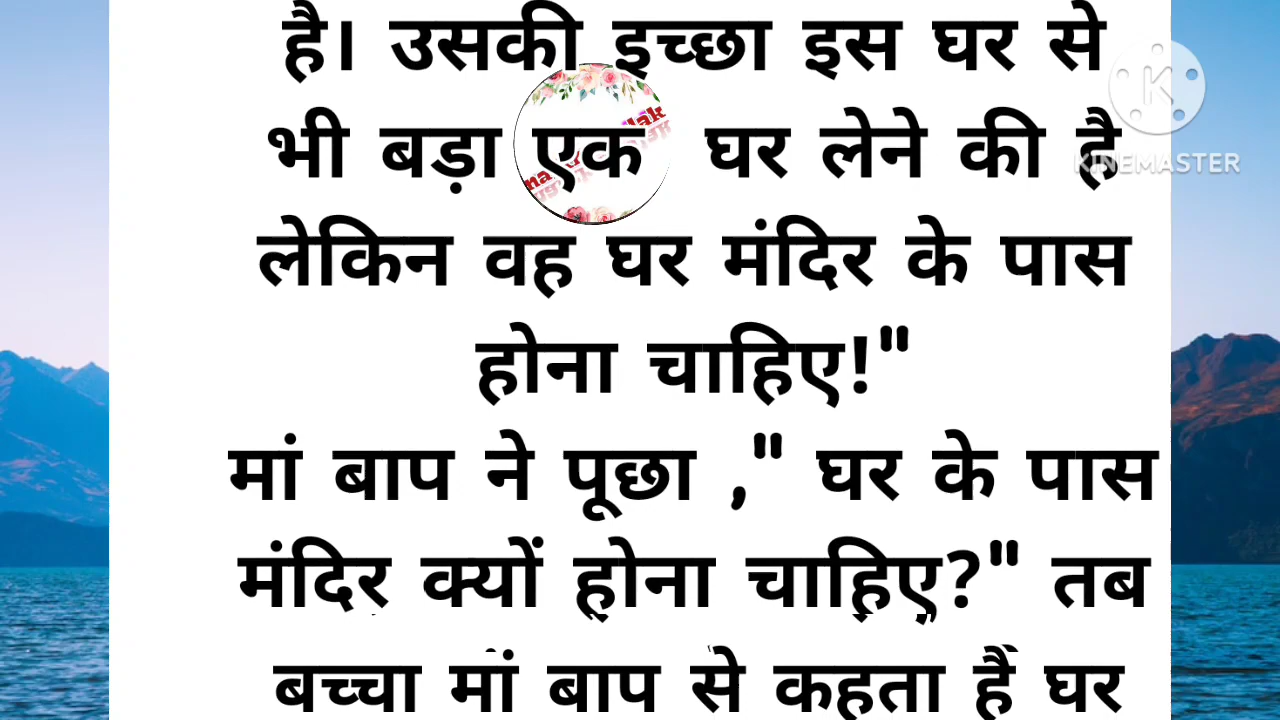 है। उसकी इच्छा इस घर से
भी बड़ा एक घर लेने की है
लेकिन वह घर मंदिर के पास
होना चाहिए!"
मां बाप ने पूछा ," घर के पास
मंदिर क्यों होना चाहिए?" तब
बच्चा मां बाप से कहता है घर
K
KINEMASTER